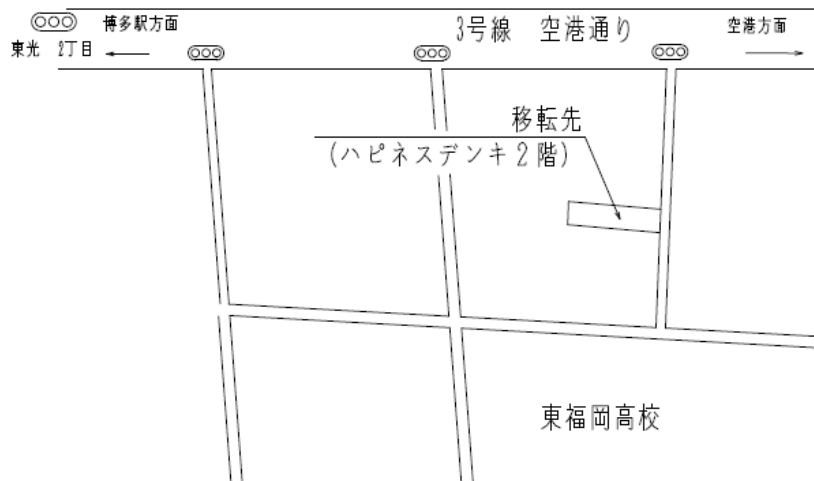 博多駅方面
東光 2丁目
3号線 空港通り
空港方面
移転先
(ハピネスデンキ2階)
東福岡高校